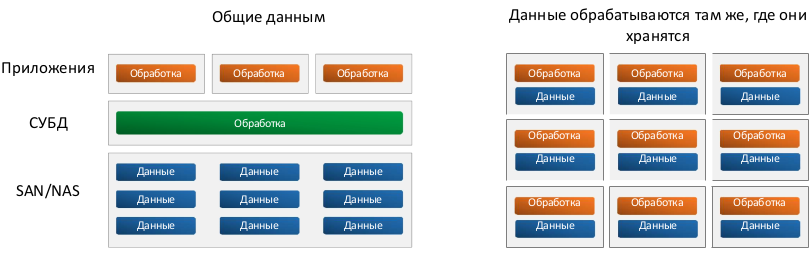 Общие данным
Данные обрабатываются там же, где они
хранятся
Приложения
Обработка
Обработка
Обработка
СУБД
Обработка
SAN/NAS
Данные
Данные
Данные
Данные
Данные
Данные
Данные
Данные
Данные
Обработка
Обработка
Обработка
Данные
Данные
Данные
Обработка
Обработка
Обработка
Данные
Данные
Данные
Обработка
Обработка
Обработка
Данные
Данные
Данные